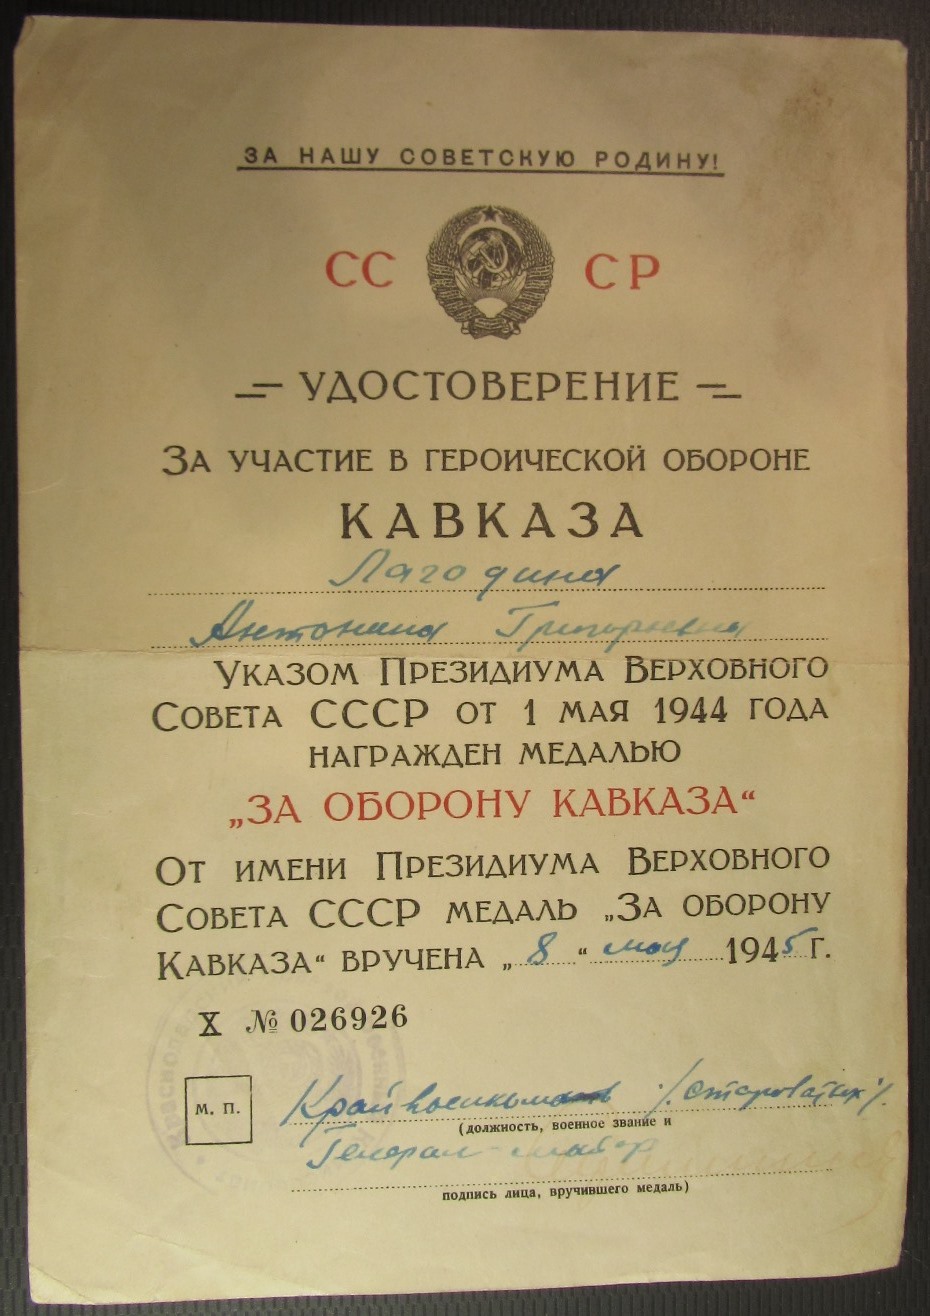 ЗА НАШУ СОВЕТСКУЮ РОДИНУ!
СС СР
УДОСТОВЕРЕНИЕ
ЗА УЧАСТИЕ В ГЕРОИЧЕСКОЙ ОБОРОНЕ
КАВКАЗА
Лагодина
Антонина Григорьевна
УКАЗОМ ПРЕЗИДИУМА ВЕРХОВНОГО
СОВЕТА СССР ОТ 1 МАЯ 1944 ГОДА
НАГРАЖДЕН МЕДАЛЬЮ
„ЗА ОБОРОНУ КАВКАЗА“
ОТ ИМЕНИ ПРЕЗИДИУМА ВЕРХОВНОГО
СОВЕТА СССР МЕДАЛЬ „ЗА ОБОРОНУ
КАВКАЗА“ ВРУЧЕНА „8“ мая 1945 Г.
X № 026926
М. П.
Крайвоенком
(должность, военное звание и
Генерал-майор
подпись лица, вручившего медаль)